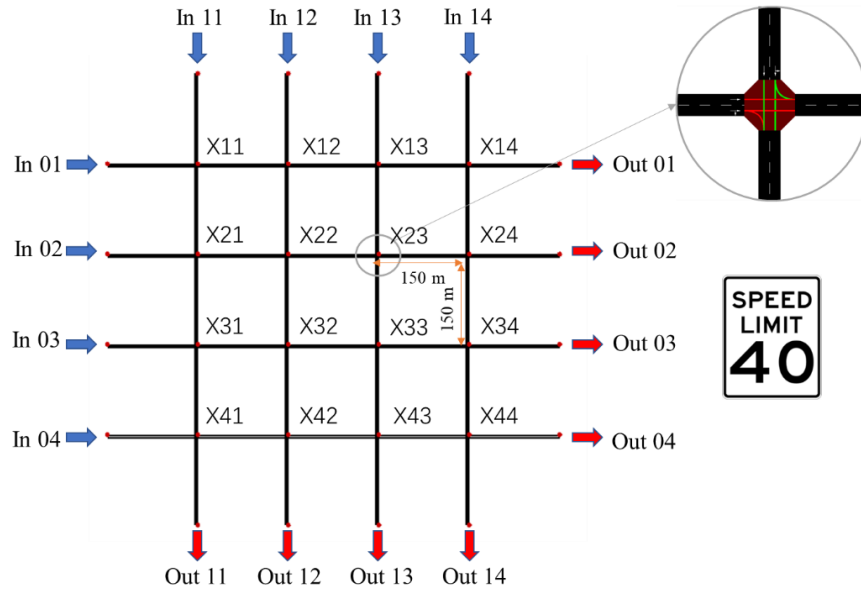 In 11 In 12 In 13 In 14
X11 X12 X13 X14
In 01 Out 01
X21 X22 X23 X24
In 02 Out 02
150 m
150 m
SPEED
LIMIT
40
X31 X32 X33 X34
In 03 Out 03
X41 X42 X43 X44
In 04 Out 04
Out 11 Out 12 Out 13 Out 14